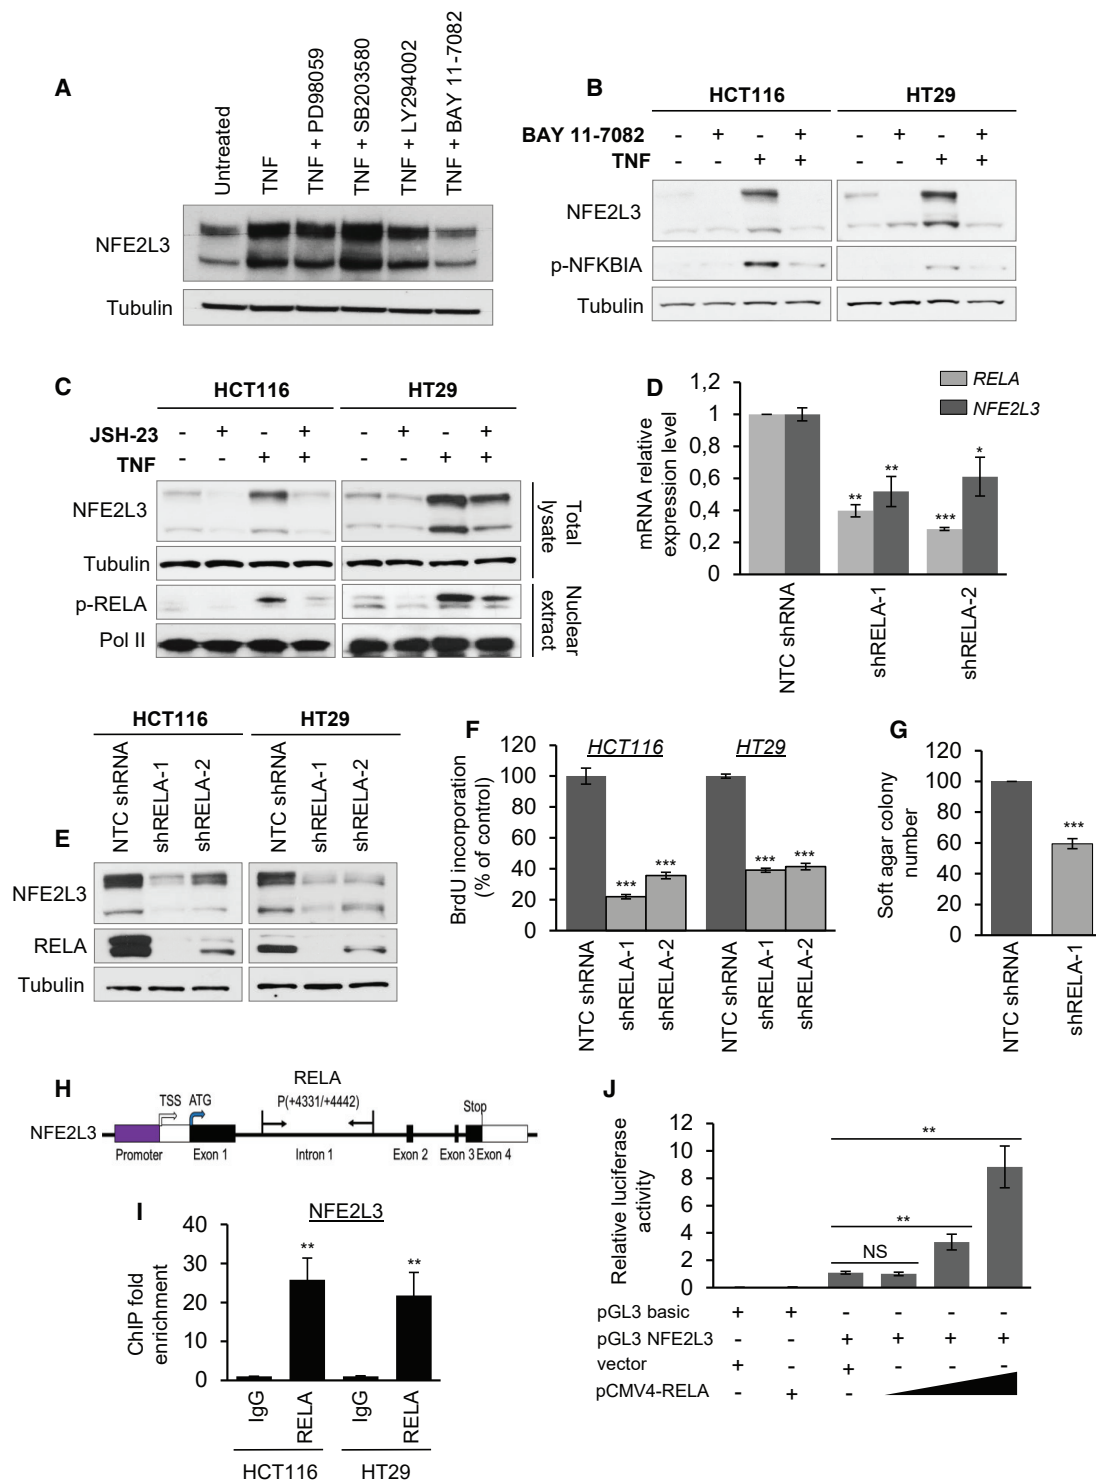 A
Untreated
TNF
TNF + PD98059
TNF + SB203580
TNF + LY294002
TNF + BAY 11-7082
NFE2L3
Tubulin
B
HCT116 HT29
BAY 11-7082 - + - + - + - +
TNF - - + + - - + +
NFE2L3
p-NFKBIA
Tubulin
C
HCT116 HT29
JSH-23 - + - + - + - +
TNF - - + + - - + +
NFE2L3
Tubulin
Total lysate
p-RELA
Pol II
Nuclear extract
D
RELA
NFE2L3
mRNA relative expression level
1,2
1
0,8
0,6
0,4
0,2
0
** ** *** *
NTC shRNA
shRELA-1
shRELA-2
E
HCT116 HT29
NTC shRNA
shRELA-1
shRELA-2
NTC shRNA
shRELA-1
shRELA-2
NFE2L3
RELA
Tubulin
F
HCT116 HT29
BrdU incorporation (% of control)
120
100
80
60
40
20
0
*** *** *** ***
NTC shRNA
shRELA-1
shRELA-2
NTC shRNA
shRELA-1
shRELA-2
G
Soft agar colony number
120
100
80
60
40
20
0
***
NTC shRNA
shRELA-1
H
RELA
P(+4331/+4442)
TSS ATG Stop
NFE2L3
Promoter Exon 1 Intron 1 Exon 2 Exon 3 Exon 4
I
NFE2L3
ChIP fold enrichment
40
30
20
10
0
** **
IgG
RELA
IgG
RELA
HCT116 HT29
J
Relative luciferase activity
12
10
8
6
4
2
0
**
**
NS
pGL3 basic + + - - - -
pGL3 NFE2L3 - - + + + +
vector + - + - - -
pCMV4-RELA - + -